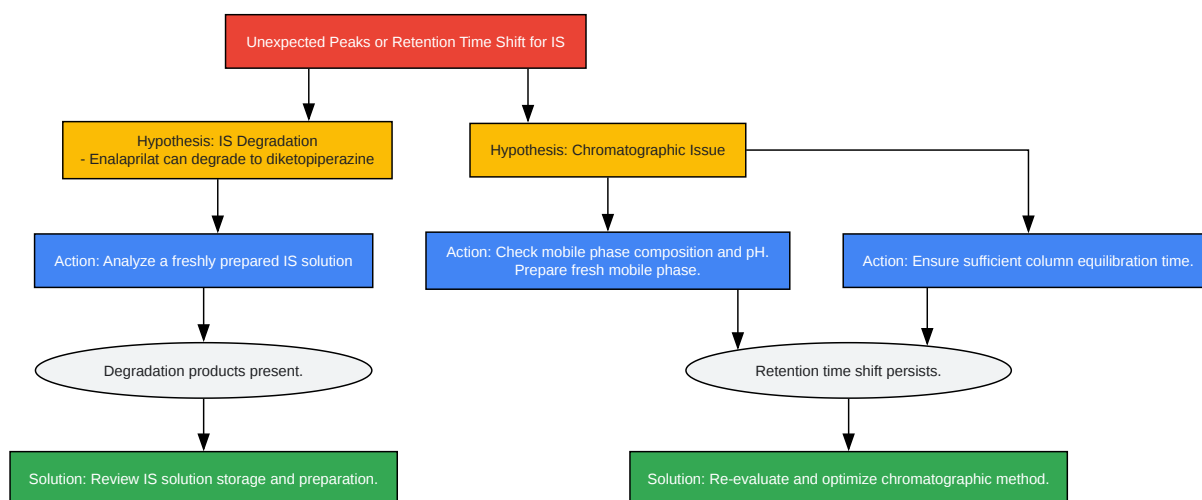 Unexpected Peaks or Retention Time Shift for IS
Hypothesis: IS Degradation
- Enalaprilat can degrade to diketopiperazine
Hypothesis: Chromatographic Issue
Action: Analyze a freshly prepared IS solution
Action: Check mobile phase composition and pH.
Prepare fresh mobile phase.
Action: Ensure sufficient column equilibration time.
Degradation products present.
Retention time shift persists.
Solution: Review IS solution storage and preparation.
Solution: Re-evaluate and optimize chromatographic method.